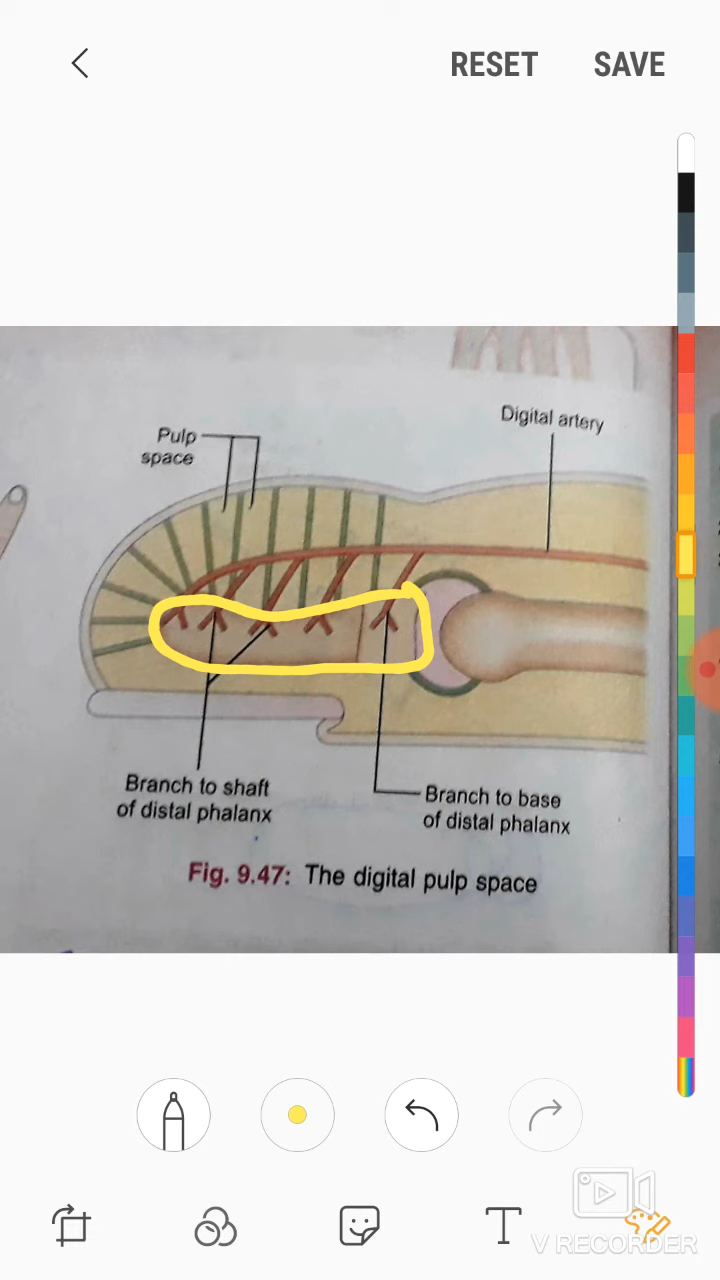 RESET SAVE
Digital artery
Pulp
space
Branch to shaft
of distal phalanx
Branch to base
of distal phalanx
Fig. 9.47: The digital pulp space
T
V RECORDER